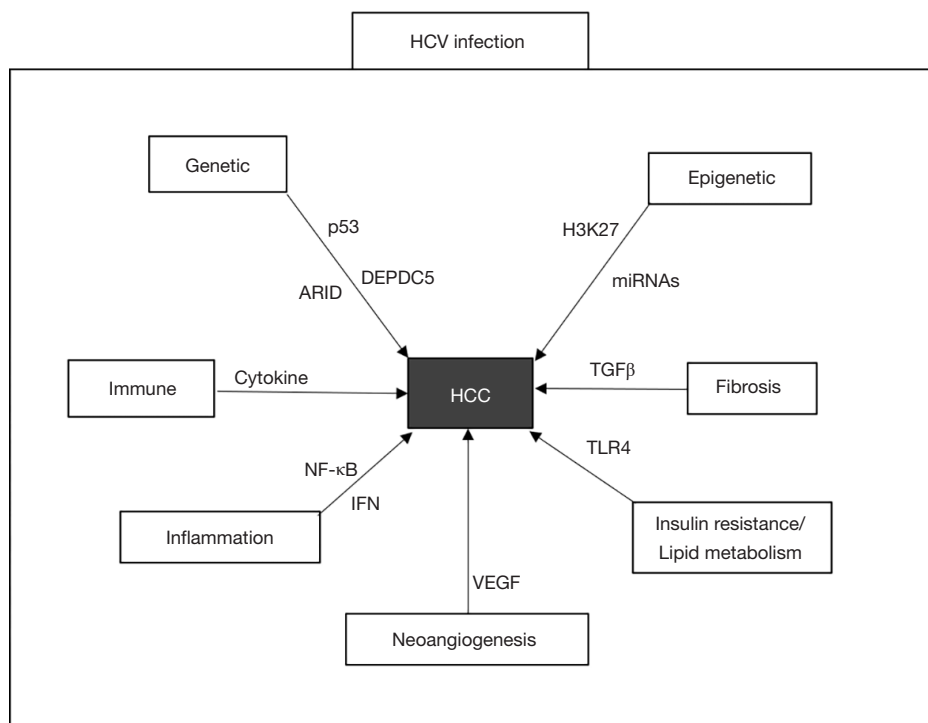 HCV infection
Genetic
Epigenetic
p53
H3K27
DEPDC5
miRNAs
ARID
Immune
Cytokine
HCC
TGFβ
Fibrosis
NF-κB
TLR4
IFN
Inflammation
Insulin resistance/
Lipid metabolism
VEGF
Neoangiogenesis